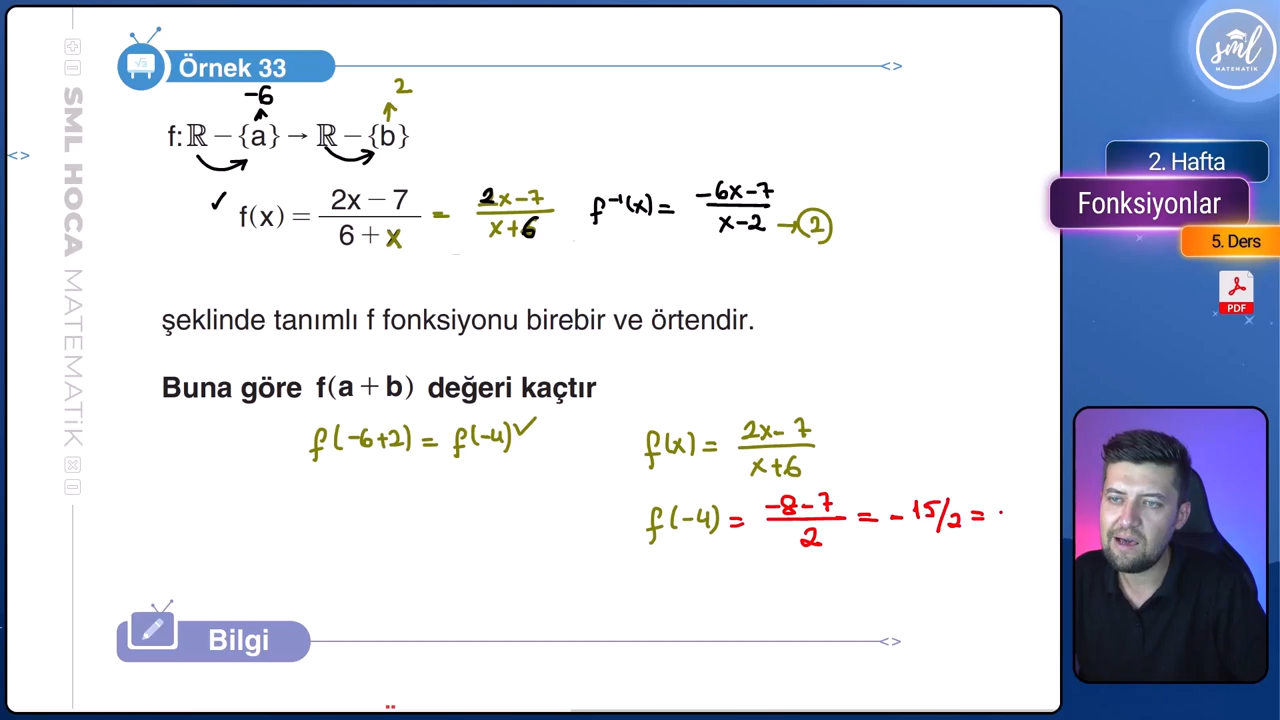 Örnek 33
-6
2
f: ℝ − {a} → ℝ − {b}
✓ f(x) = (2x − 7)/(6 + x) = (2x-7)/(x+6) f⁻¹(x) = (-6x-7)/(x-2) → 2
şeklinde tanımlı f fonksiyonu birebir ve örtendir.
Buna göre f(a + b) değeri kaçtır
f(-6+2) = f(-4) ✓
f(x) = (2x-7)/(x+6)
f(-4) = (-8-7)/2 = -15/2 =
Bilgi
SML HOCA MATEMATİK
sml
MATEMATİK
2. Hafta
Fonksiyonlar
5. Ders
PDF